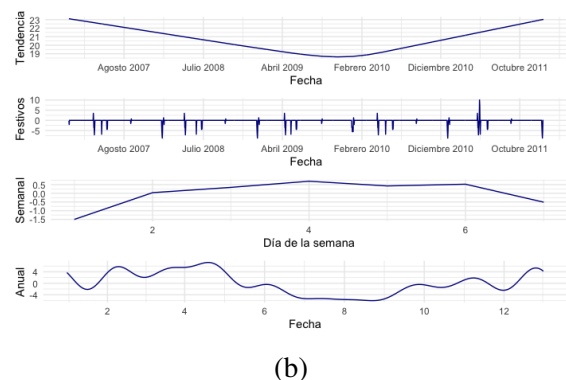 Tendencia
23
22
21
20
19
Agosto 2007 Julio 2008 Abril 2009 Febrero 2010 Diciembre 2010 Octubre 2011
Fecha
Festivos
10
5
0
-5
Agosto 2007 Julio 2008 Abril 2009 Febrero 2010 Diciembre 2010 Octubre 2011
Fecha
Semanal
0.5
0.0
-0.5
-1.0
-1.5
2 4 6
Día de la semana
Anual
4
0
-4
2 4 6 8 10 12
Fecha
(b)